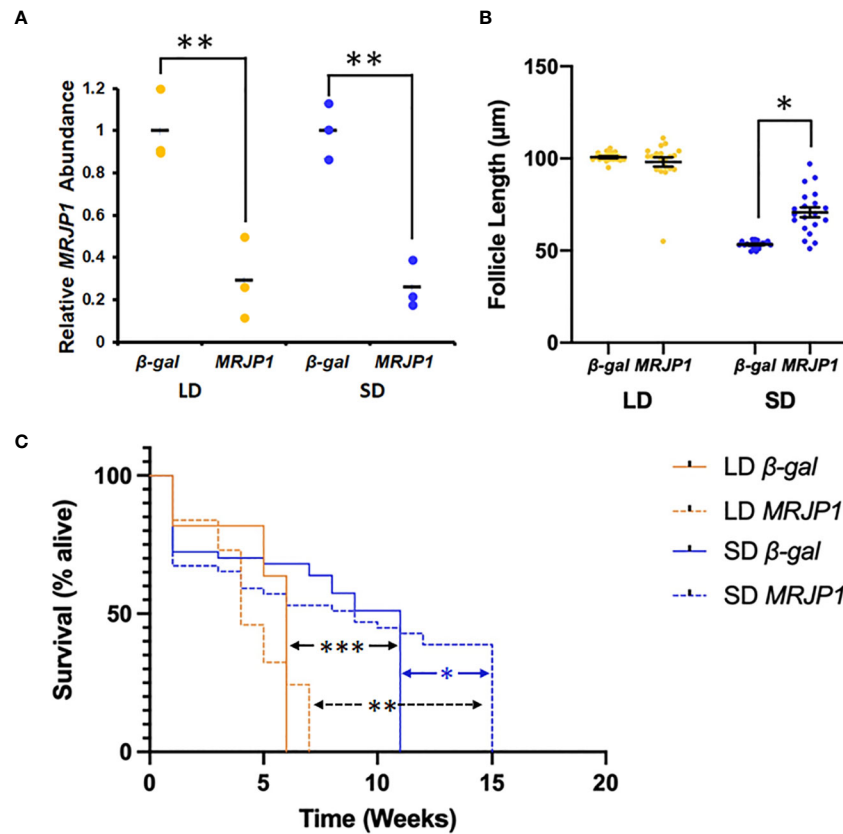 A
**
**
Relative MRJP1 Abundance
1.2
1
0.8
0.6
0.4
0.2
0
β-gal MRJP1 β-gal MRJP1
LD SD
B
*
Follicle Length (µm)
150
100
50
0
β-gal MRJP1 β-gal MRJP1
LD SD
C
Survival (% alive)
100
50
0
***
*
**
0 5 10 15 20
Time (Weeks)
LD β-gal
LD MRJP1
SD β-gal
SD MRJP1